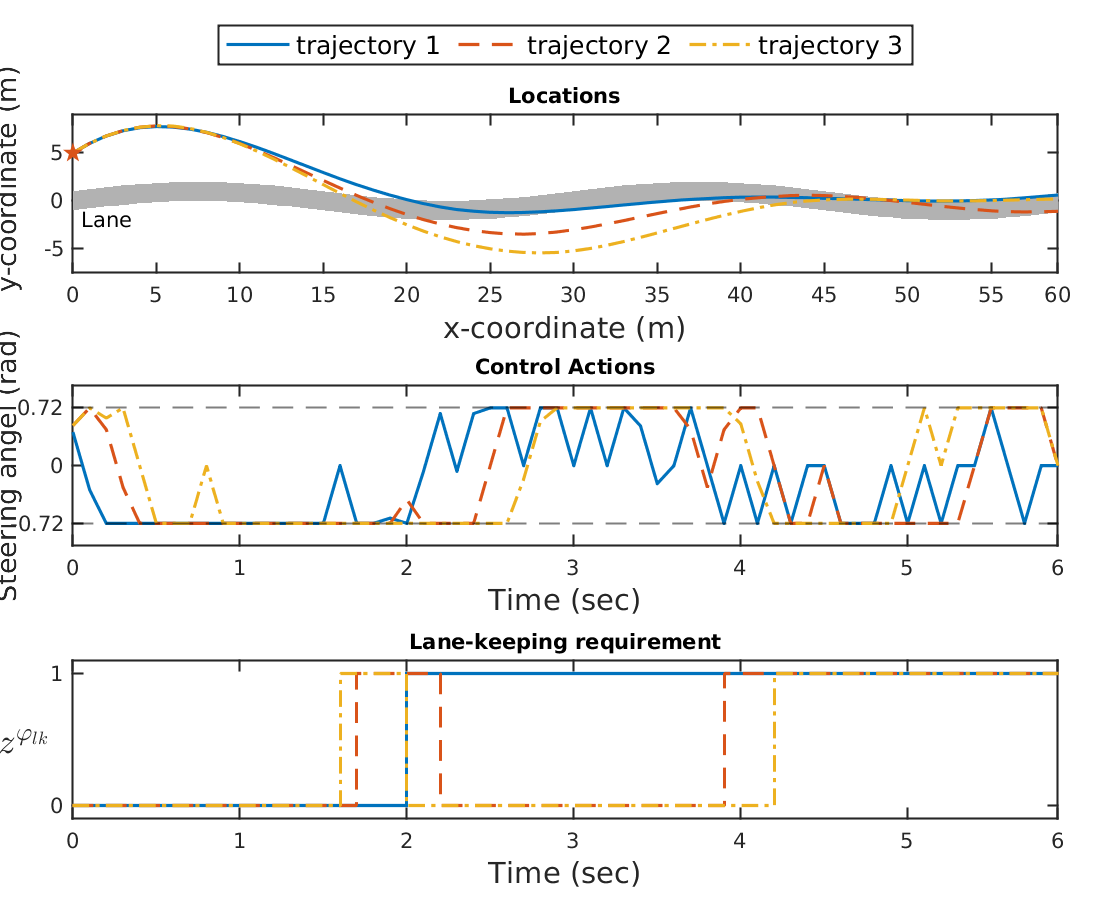 trajectory 1 trajectory 2 trajectory 3
Locations
y-coordinate (m)
5
0
-5
Lane
0 5 10 15 20 25 30 35 40 45 50 55 60
x-coordinate (m)
Control Actions
Steering angel (rad)
0.72
0
0.72
0 1 2 3 4 5 6
Time (sec)
Lane-keeping requirement
z^{φ_{lk}}
1
0
0 1 2 3 4 5 6
Time (sec)